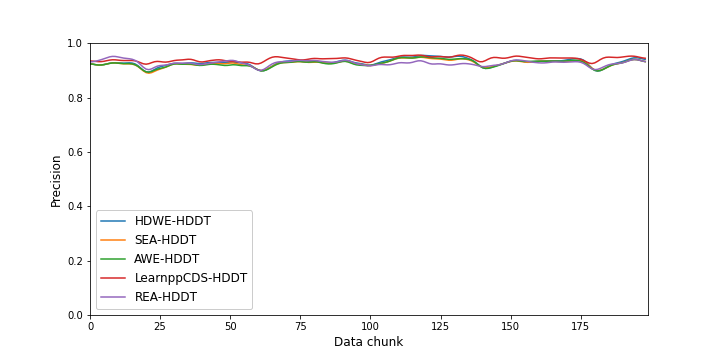 1.0
0.8
0.6
0.4
0.2
0.0
Precision
HDWE-HDDT
SEA-HDDT
AWE-HDDT
LearnppCDS-HDDT
REA-HDDT
0 25 50 75 100 125 150 175
Data chunk